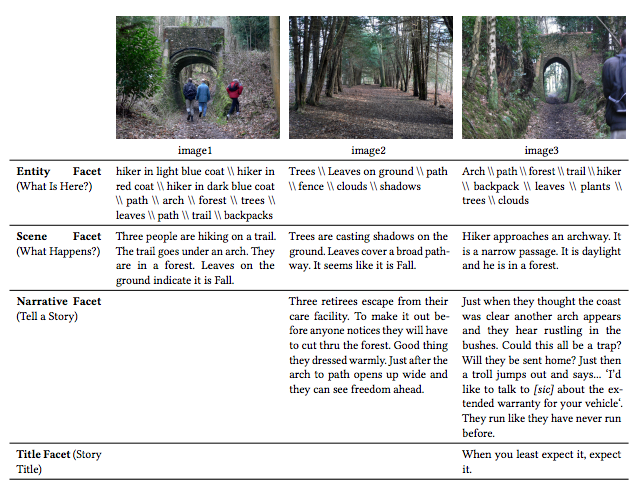 image1
image2
image3
Entity Facet
(What Is Here?)
hiker in light blue coat \\ hiker in
red coat \\ hiker in dark blue coat
\\ path \\ arch \\ forest \\ trees \\
leaves \\ path \\ trail \\ backpacks
Trees \\ Leaves on ground \\ path
\\ fence \\ clouds \\ shadows
Arch \\ path \\ forest \\ trail \\ hiker
\\ backpack \\ leaves \\ plants \\
trees \\ clouds
Scene Facet
(What Happens?)
Three people are hiking on a trail.
The trail goes under an arch. They
are in a forest. Leaves on the
ground indicate it is Fall.
Trees are casting shadows on the
ground. Leaves cover a broad path-
way. It seems like it is Fall.
Hiker approaches an archway. It
is a narrow passage. It is daylight
and he is in a forest.
Narrative Facet
(Tell a Story)
Three retirees escape from their
care facility. To make it out be-
fore anyone notices they will have
to cut thru the forest. Good thing
they dressed warmly. Just after the
arch to path opens up wide and
they can see freedom ahead.
Just when they thought the coast
was clear another arch appears
and they hear rustling in the
bushes. Could this all be a trap?
Will they be sent home? Just then
a troll jumps out and says... ‘I’d
like to talk to [sic] about the ex-
tended warranty for your vehicle‘.
They run like they have never run
before.
Title Facet (Story
Title)
When you least expect it, expect
it.